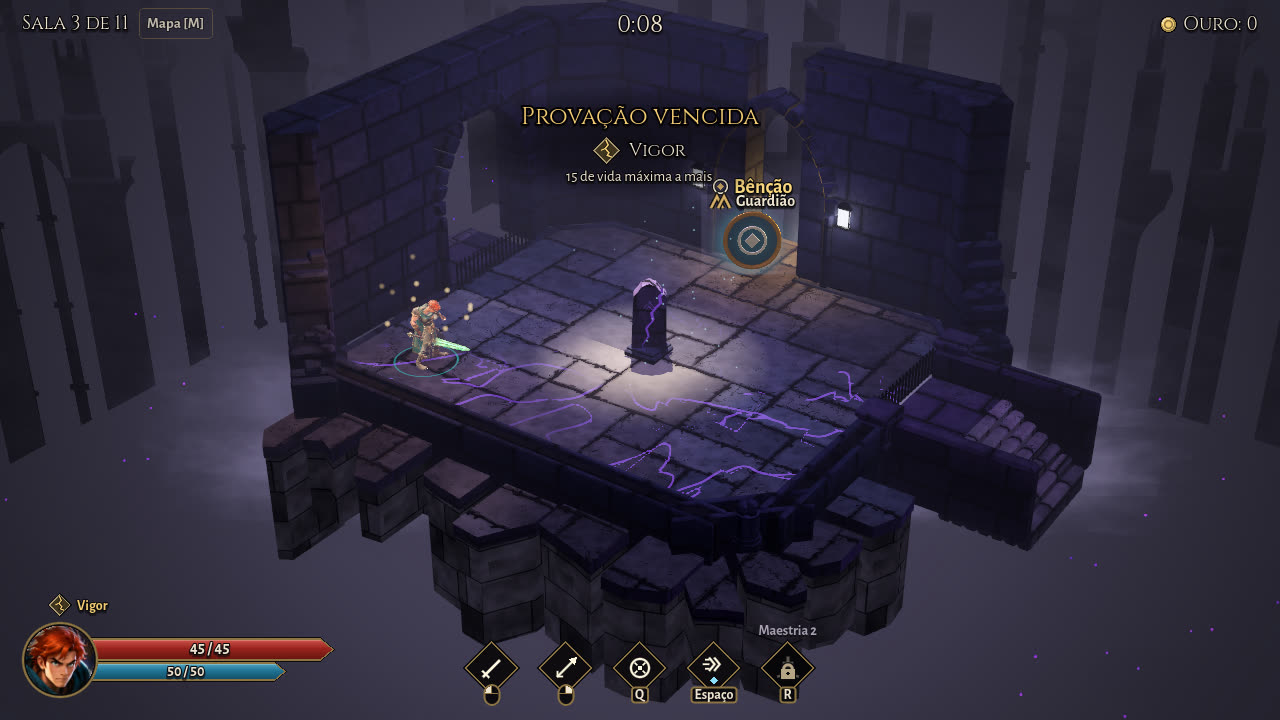 Sala 3 de 11
Mapa [M]
0:08
Ouro: 0
Provação vencida
Vigor
15 de vida máxima a mais
Bênção
Guardião
Vigor
45/45
50/50
Maestria 2
Q
Espaço
R